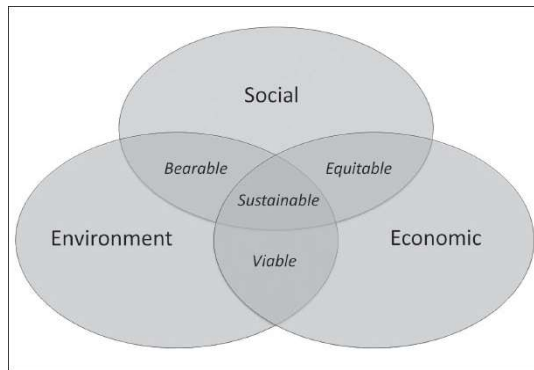 Social
Bearable
Equitable
Sustainable
Environment
Economic
Viable